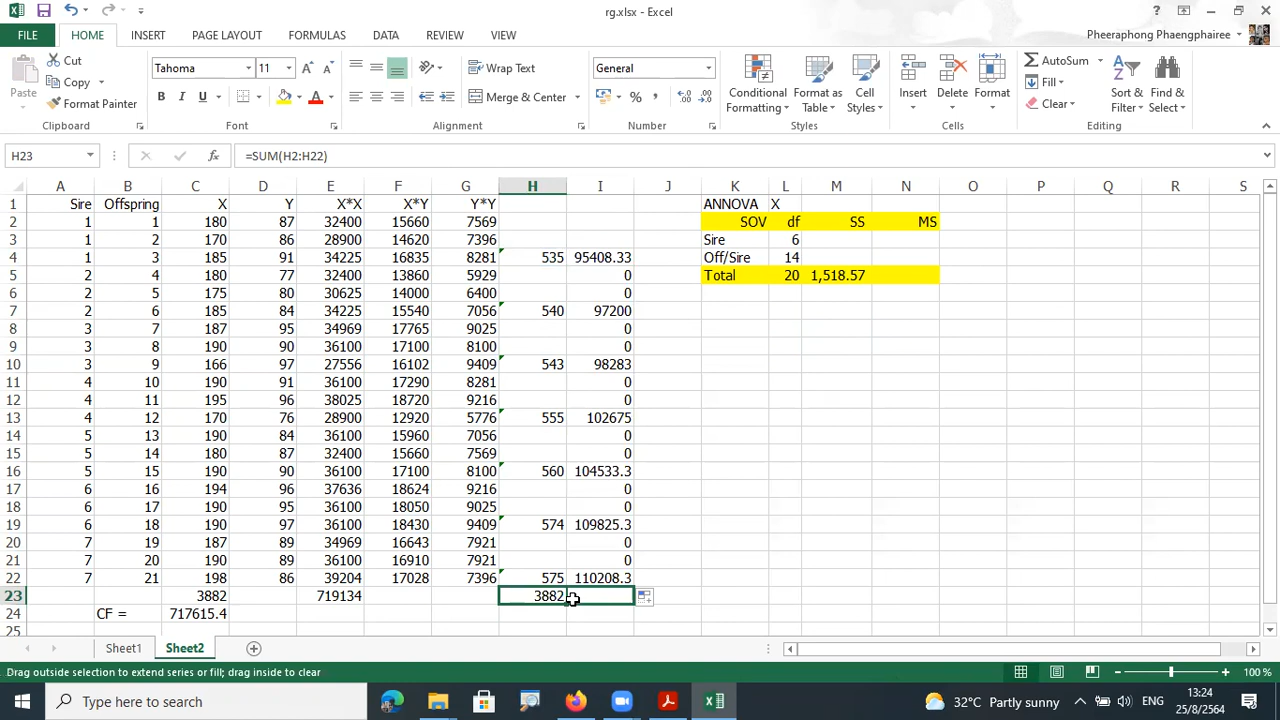 rg.xlsx - Excel
FILE HOME INSERT PAGE LAYOUT FORMULAS DATA REVIEW VIEW Pheeraphong Phaengphairee
Paste Cut Copy Format Painter
Tahoma 11
B I U A
Wrap Text
Merge & Center
General
% ,
Conditional Formatting Format as Table Cell Styles
Insert Delete Format
AutoSum Fill Clear
Sort & Filter Find & Select
Clipboard Font Alignment Number Styles Cells Editing
H23 fx =SUM(H2:H22)
A B C D E F G H I J K L M N O P Q R S
1 Sire Offspring X Y X*X X*Y Y*Y ANNOVA X
2 1 1 180 87 32400 15660 7569 SOV df SS MS
3 1 2 170 86 28900 14620 7396 Sire 6
4 1 3 185 91 34225 16835 8281 535 95408.33 Off/Sire 14
5 2 4 180 77 32400 13860 5929 0 Total 20 1,518.57
6 2 5 175 80 30625 14000 6400 0
7 2 6 185 84 34225 15540 7056 540 97200
8 3 7 187 95 34969 17765 9025 0
9 3 8 190 90 36100 17100 8100 0
10 3 9 166 97 27556 16102 9409 543 98283
11 4 10 190 91 36100 17290 8281 0
12 4 11 195 96 38025 18720 9216 0
13 4 12 170 76 28900 12920 5776 555 102675
14 5 13 190 84 36100 15960 7056 0
15 5 14 180 87 32400 15660 7569 0
16 5 15 190 90 36100 17100 8100 560 104533.3
17 6 16 194 96 37636 18624 9216 0
18 6 17 190 95 36100 18050 9025 0
19 6 18 190 97 36100 18430 9409 574 109825.3
20 7 19 187 89 34969 16643 7921 0
21 7 20 190 89 36100 16910 7921 0
22 7 21 198 86 39204 17028 7396 575 110208.3
23 3882 719134 3882
24 CF = 717615.4
25
Sheet1 Sheet2
Drag outside selection to extend series or fill; drag inside to clear 100 %
Type here to search 32°C Partly sunny ENG 13:24
25/8/2564